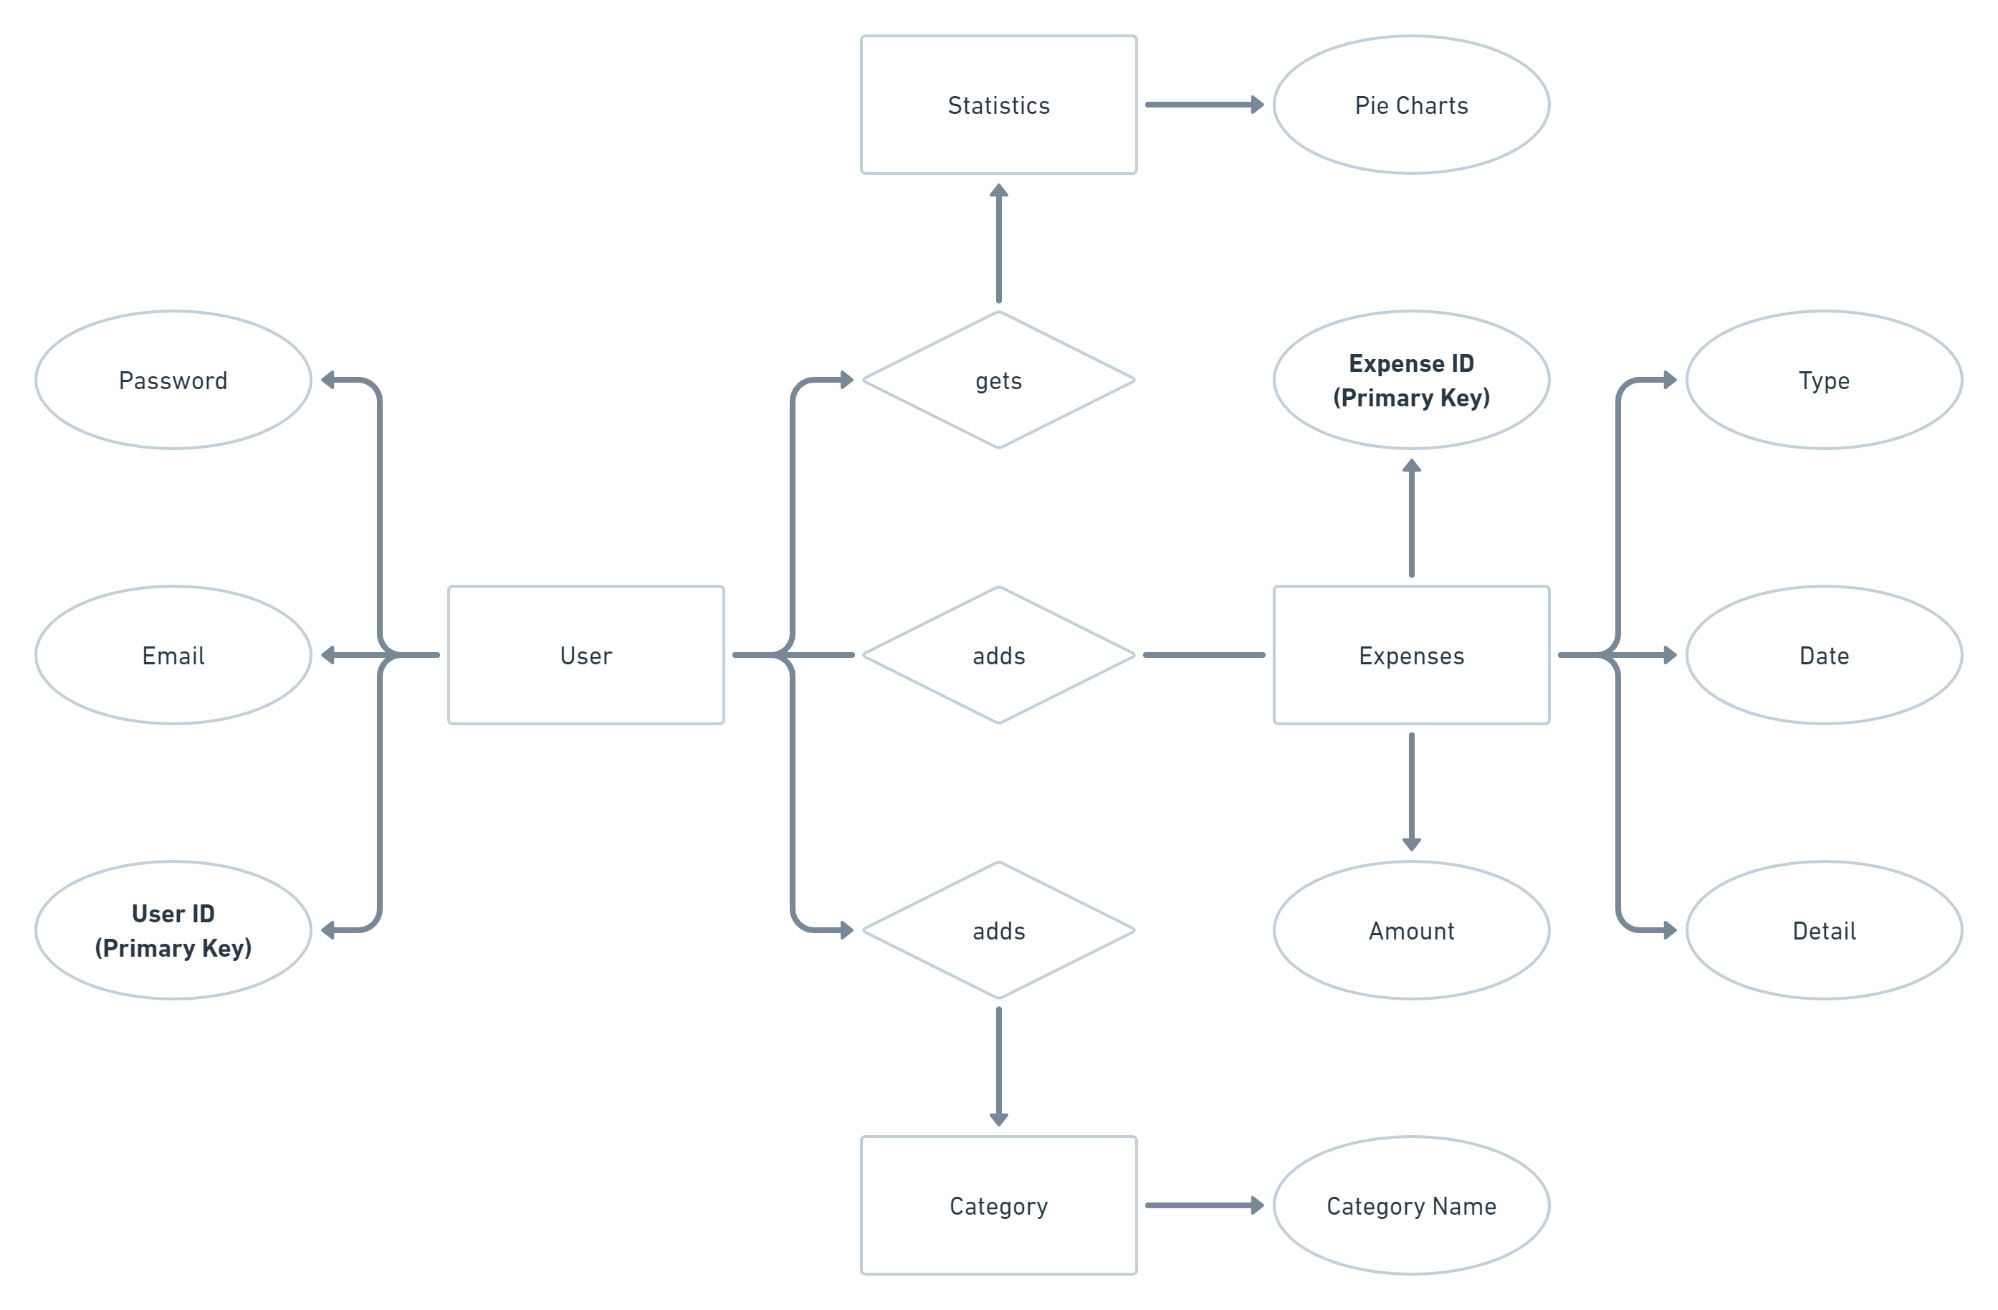 Statistics
Pie Charts
Password
gets
Expense ID
(Primary Key)
Type
Email
User
adds
Expenses
Date
User ID
(Primary Key)
adds
Amount
Detail
Category
Category Name